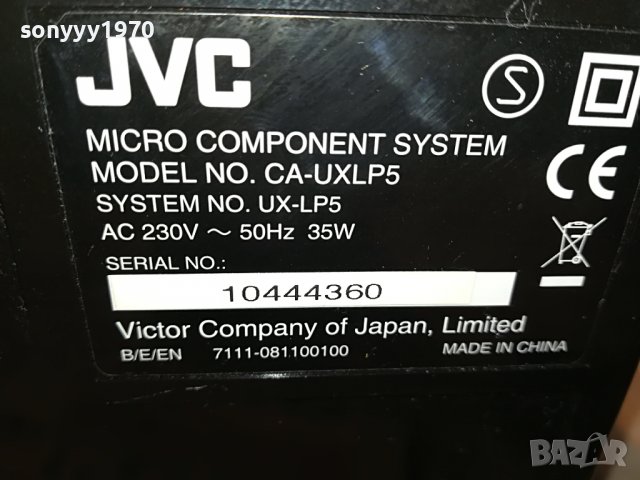 sonyyy1970
JVC
S
MICRO COMPONENT SYSTEM
MODEL NO. CA-UXLP5
SYSTEM NO. UX-LP5
AC 230V ~ 50Hz 35W
CE
SERIAL NO.:
10444360
Victor Company of Japan, Limited
B/E/EN 7111-081100100 MADE IN CHINA
BAZAR